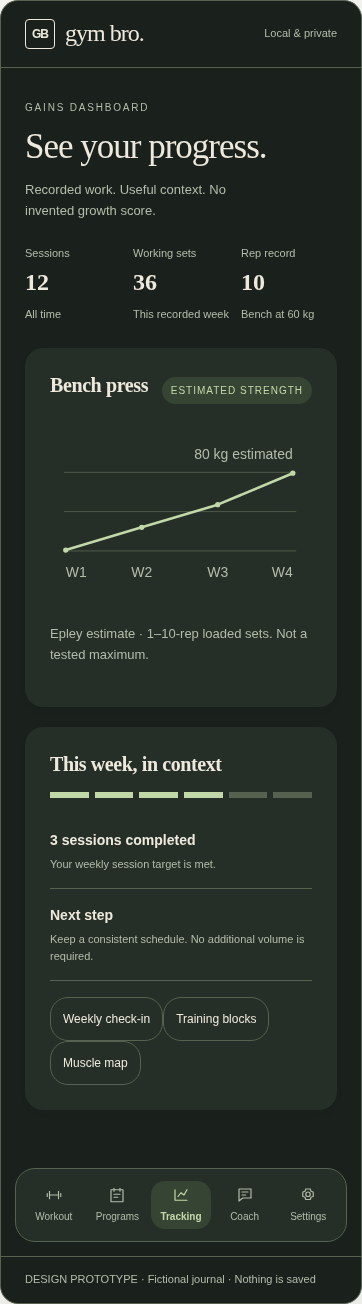 GB gym bro. Local & private
GAINS DASHBOARD
See your progress.
Recorded work. Useful context. No
invented growth score.
Sessions Working sets Rep record
12 36 10
All time This recorded week Bench at 60 kg
Bench press ESTIMATED STRENGTH
80 kg estimated
W1 W2 W3 W4
Epley estimate · 1–10-rep loaded sets. Not a
tested maximum.
This week, in context
3 sessions completed
Your weekly session target is met.
Next step
Keep a consistent schedule. No additional volume is
required.
Weekly check-in Training blocks
Muscle map
Workout Programs Tracking Coach Settings
DESIGN PROTOTYPE · Fictional journal · Nothing is saved